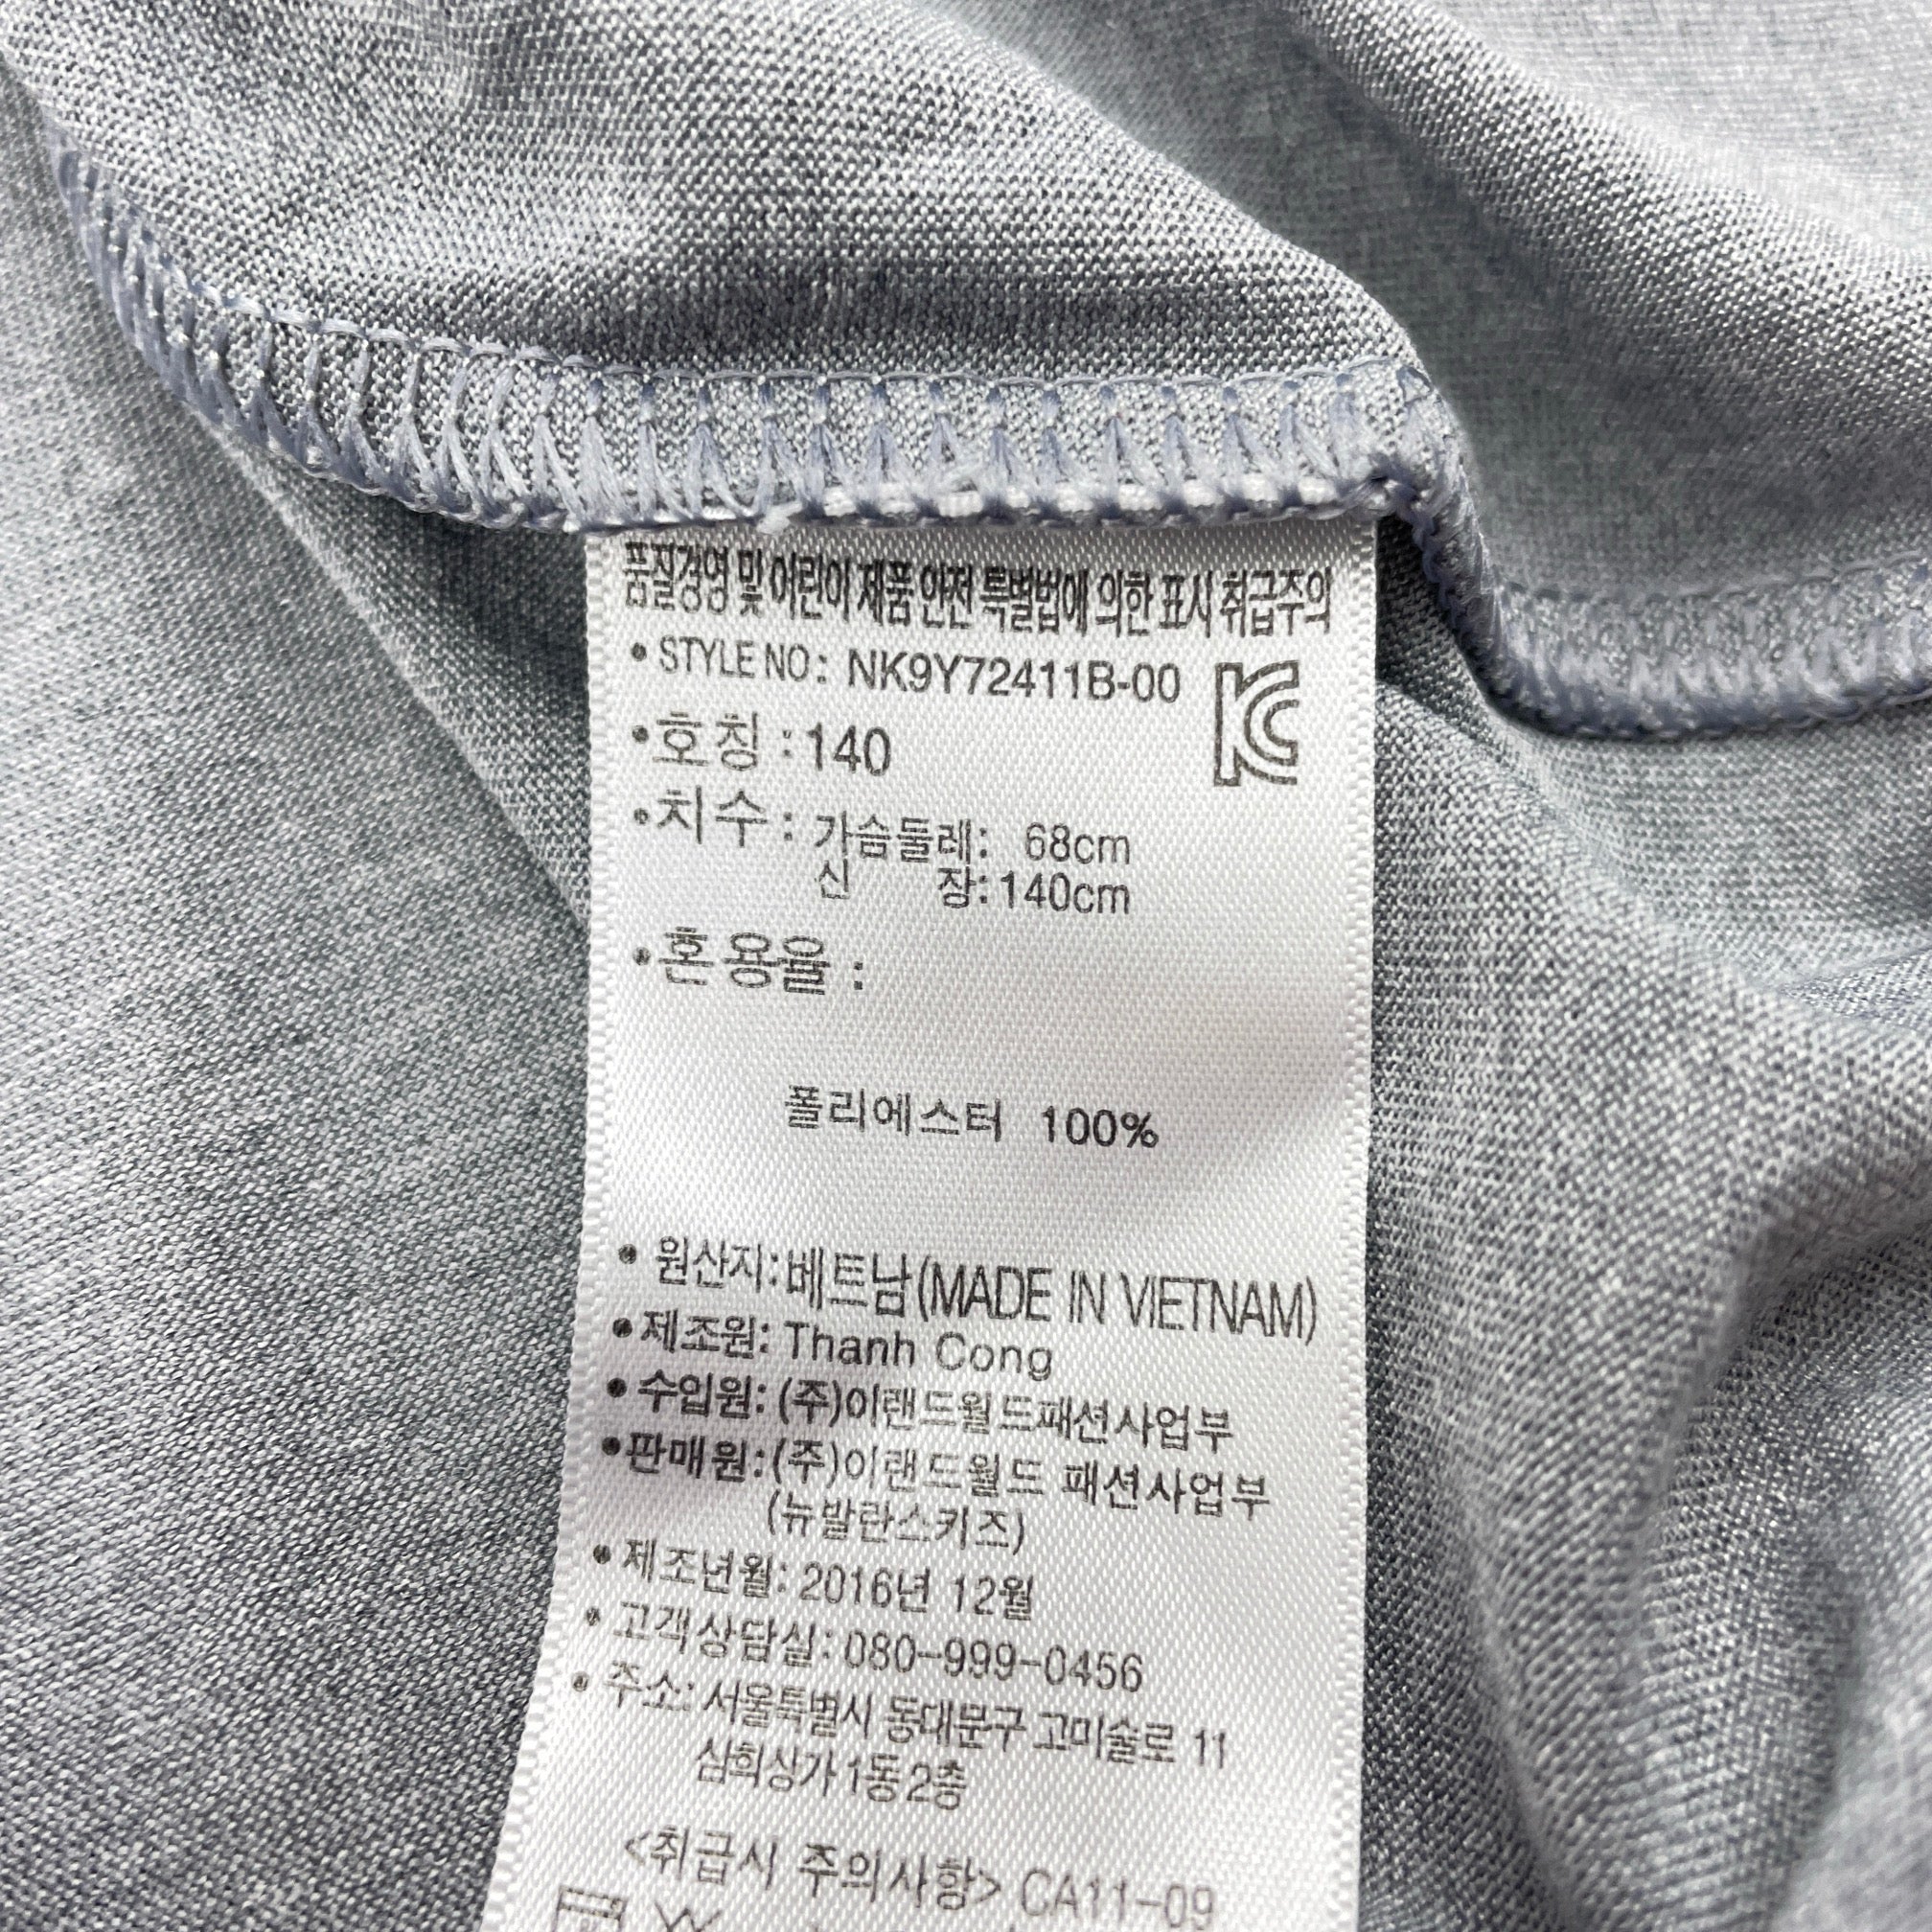 품질경영 및 어린이 제품 안전 특별법에 의한 표시 취급주의
• STYLE NO: NK9Y72411B-00
•호칭 : 140
•치수 : 가슴둘레: 68cm
신 장: 140cm
•혼용율 :
폴리에스터 100%
• 원산지: 베트남(MADE IN VIETNAM)
•제조원: Thanh Cong
•수입원: (주)이랜드월드패션사업부
•판매원: (주)이랜드월드 패션사업부
(뉴발란스키즈)
•제조년월: 2016년 12월
• 고객상담실: 080-999-0456
• 주소: 서울특별시 동대문구 고미술로 11
삼희상가 1동 2층
<취급시 주의사항> CA11-09